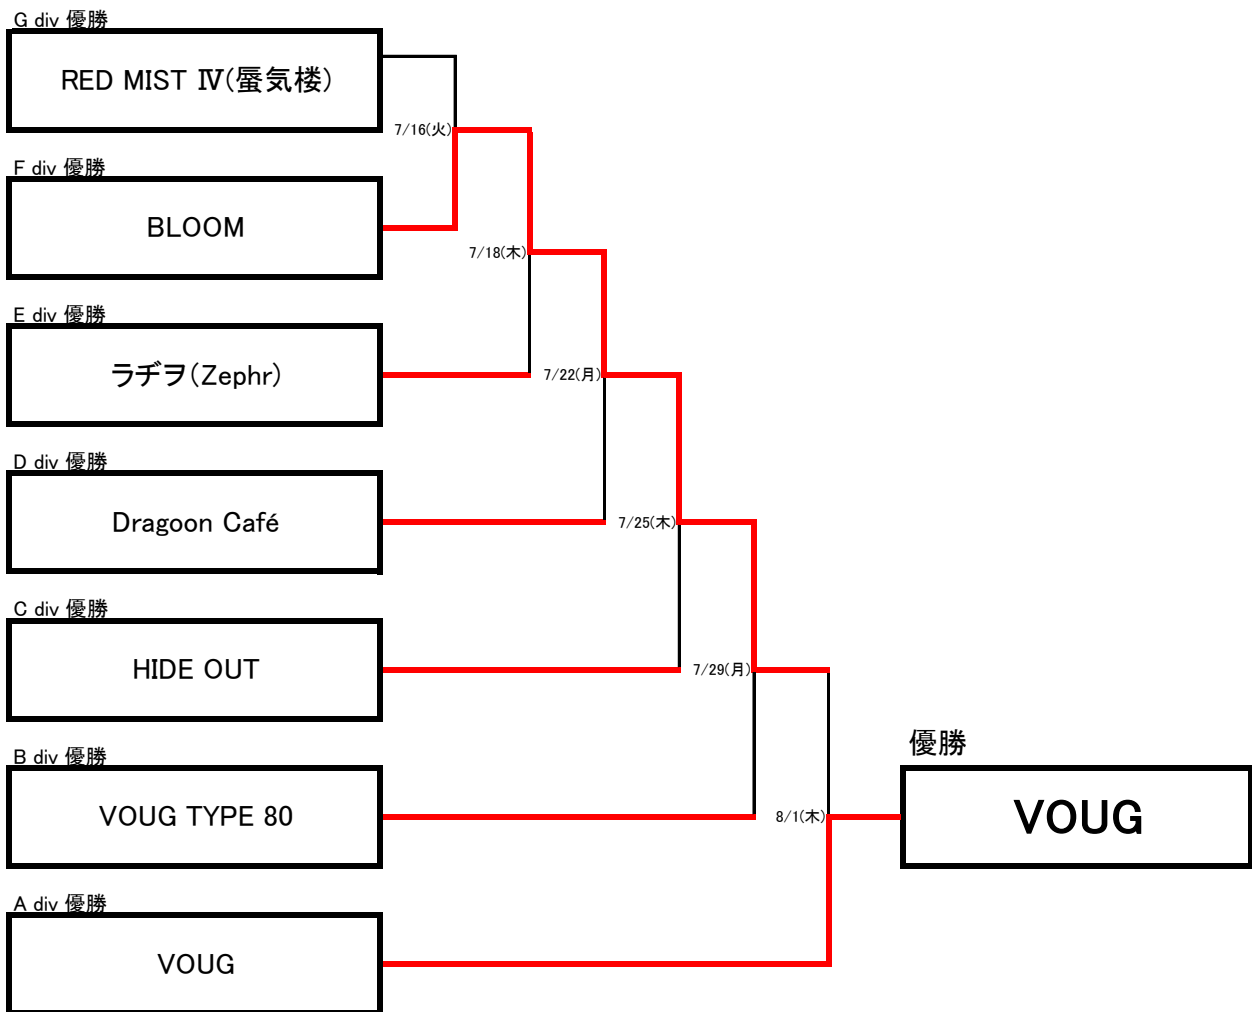 G div 優勝
RED MIST Ⅳ(蜃気楼)
7/16(火)
F div 優勝
BLOOM
7/18(木)
E div 優勝
ラヂヲ(Zephr)
7/22(月)
D div 優勝
Dragoon Café
7/25(木)
C div 優勝
HIDE OUT
7/29(月)
B div 優勝
VOUG TYPE 80
8/1(木)
優勝
VOUG
A div 優勝
VOUG